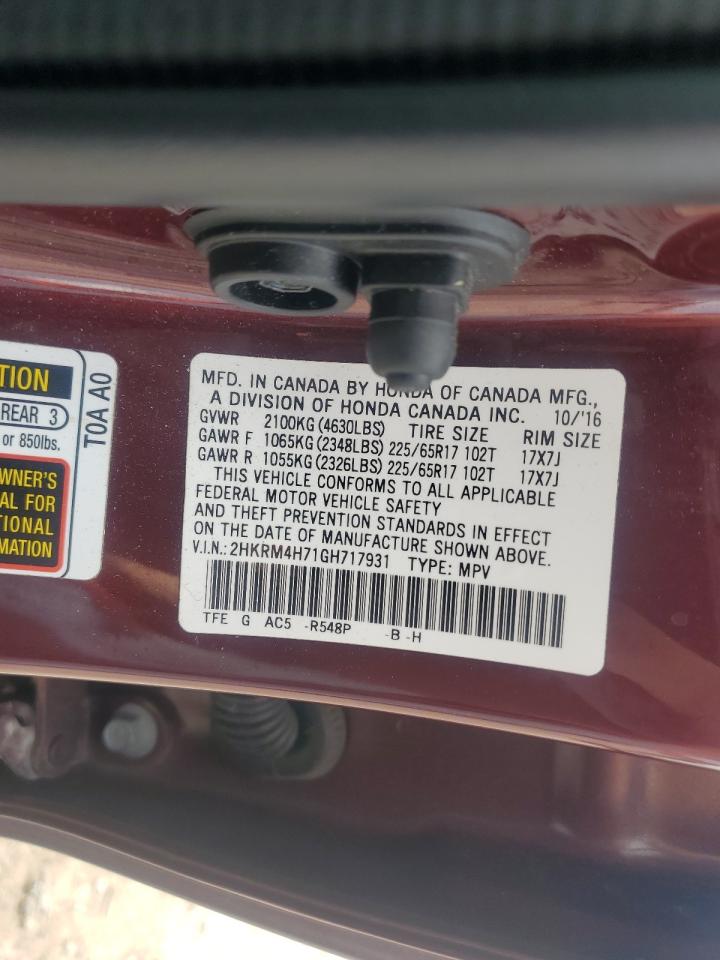 TION
REAR 3
or 850lbs.
WNER'S
AL FOR
TIONAL
MATION
T0A A0
MFD. IN CANADA BY HONDA OF CANADA MFG.,
A DIVISION OF HONDA CANADA INC. 10/'16
GVWR 2100KG (4630LBS) TIRE SIZE RIM SIZE
GAWR F 1065KG (2348LBS) 225/65R17 102T 17X7J
GAWR R 1055KG (2326LBS) 225/65R17 102T 17X7J
THIS VEHICLE CONFORMS TO ALL APPLICABLE
FEDERAL MOTOR VEHICLE SAFETY
AND THEFT PREVENTION STANDARDS IN EFFECT
ON THE DATE OF MANUFACTURE SHOWN ABOVE.
V.I.N.: 2HKRM4H71GH717931 TYPE: MPV
TFE G AC5 -R548P -B -H